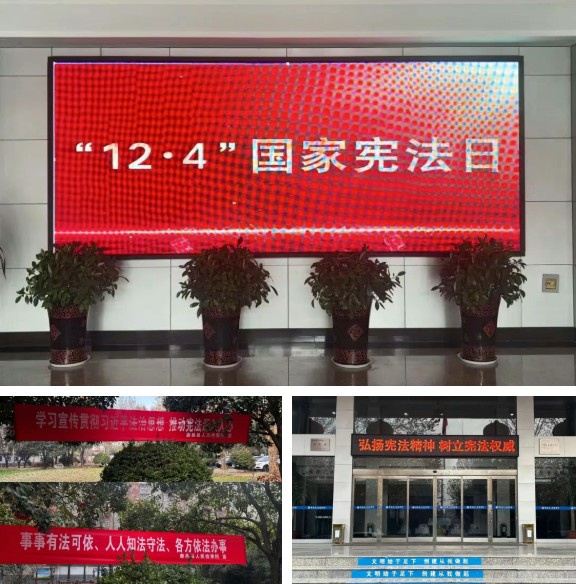 “12·4”国家宪法日
学习宣传贯彻习近平法治思想 推动宪法
事事有法可依、人人知法守法、各方依法办事
弘扬宪法精神 树立宪法权威
文明始于足下 创建从我做起
文明始于足下 创建从我做起